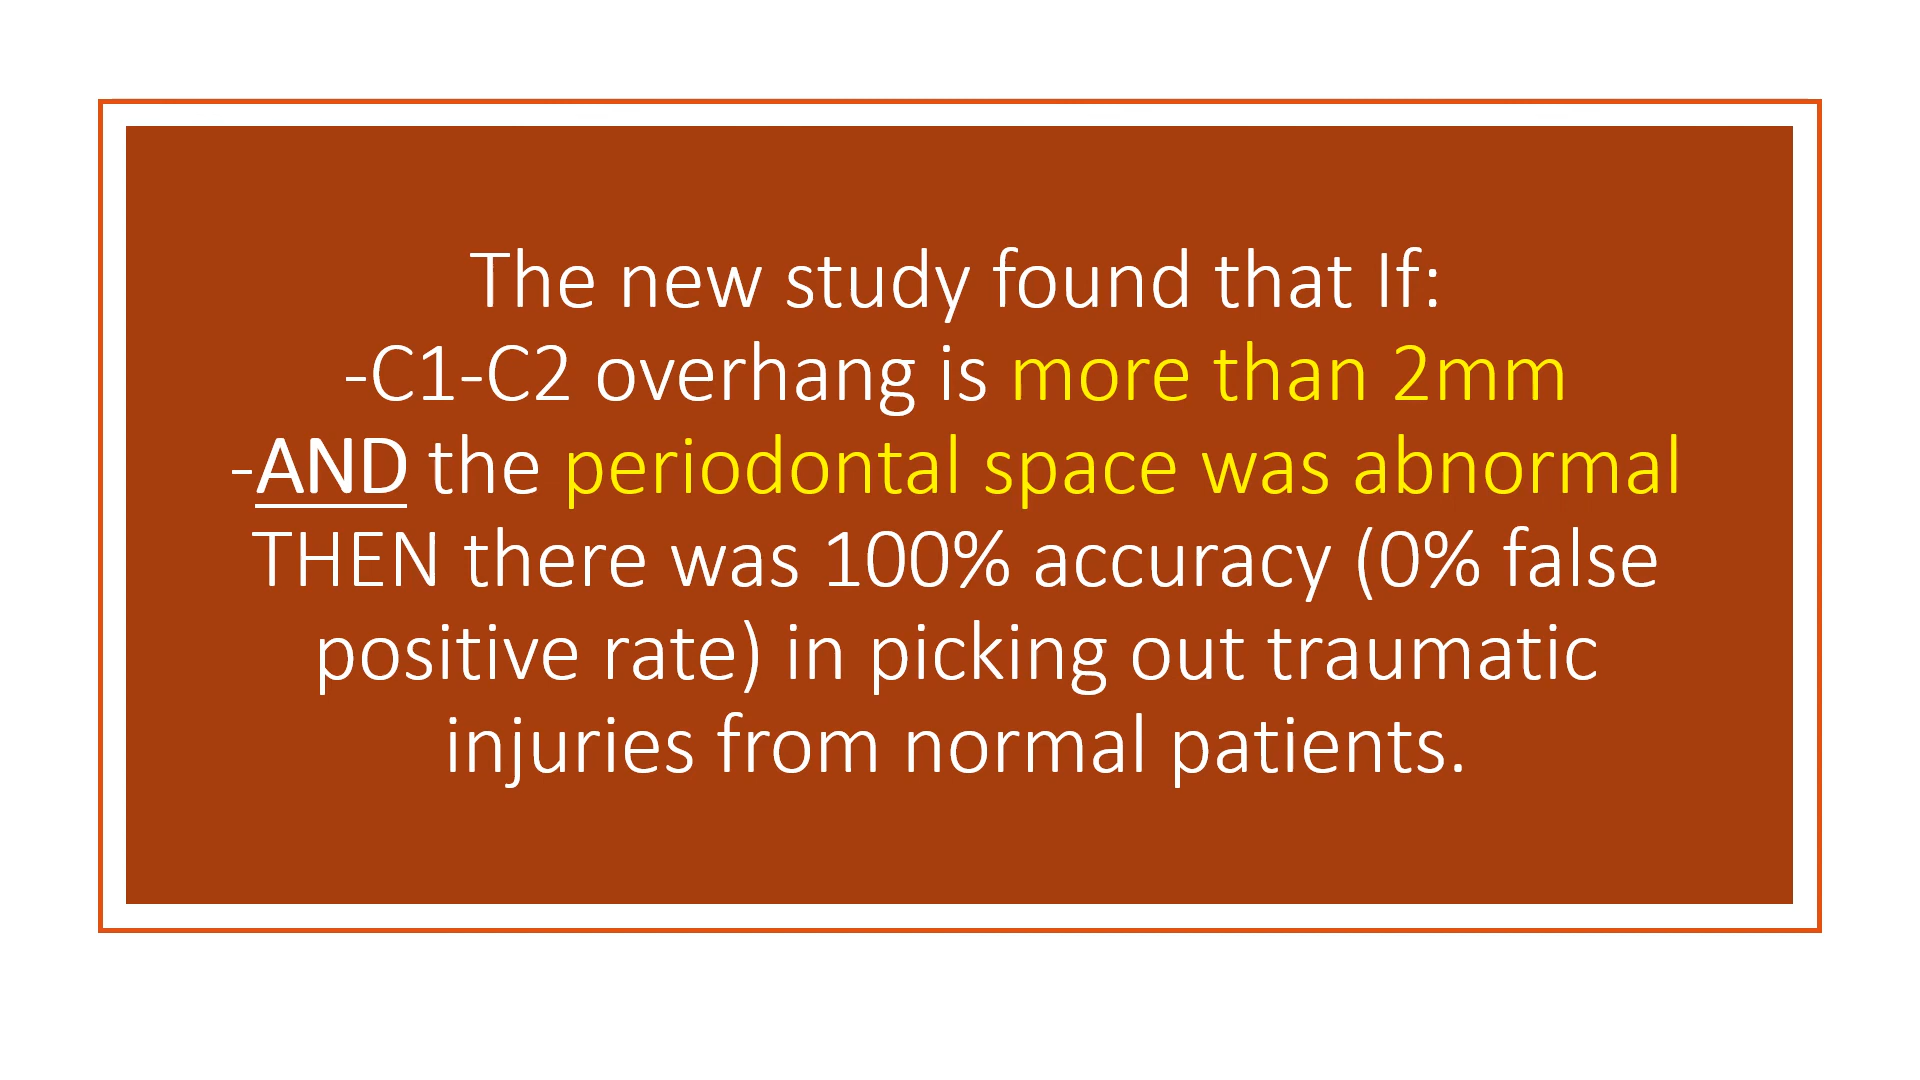 The new study found that If:
-C1-C2 overhang is more than 2mm
-AND the periodontal space was abnormal
THEN there was 100% accuracy (0% false
positive rate) in picking out traumatic
injuries from normal patients.